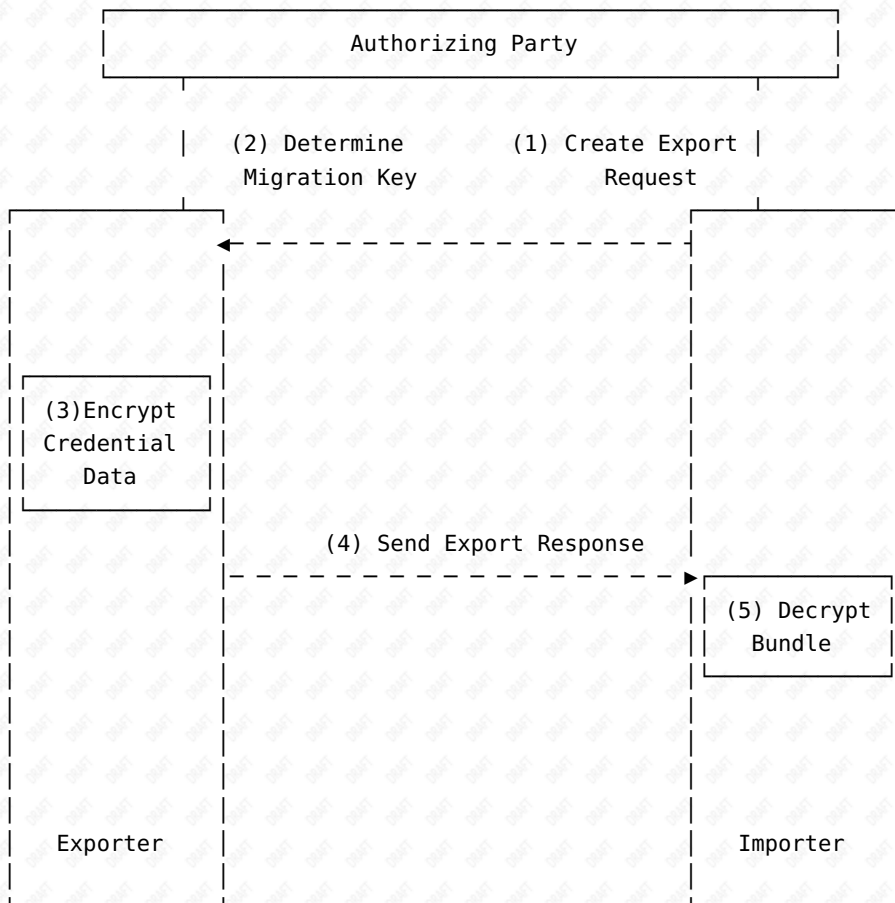 Authorizing Party
(2) Determine
Migration Key
(1) Create Export
Request
(3)Encrypt
Credential
Data
(4) Send Export Response
(5) Decrypt
Bundle
Exporter
Importer
DRAFT